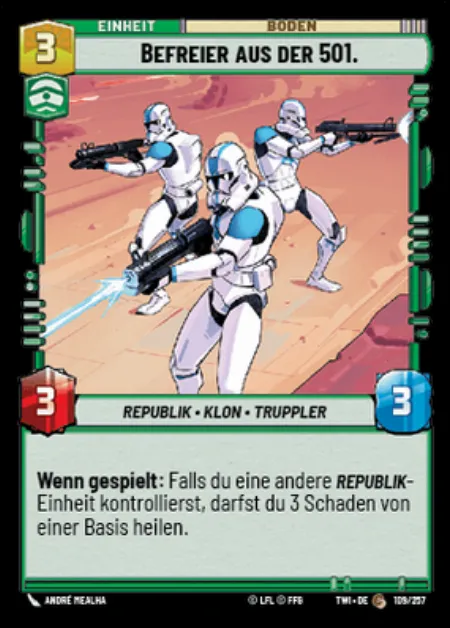 EINHEIT BODEN
3 BEFREIER AUS DER 501.
3 REPUBLIK • KLON • TRUPPLER 3
Wenn gespielt: Falls du eine andere REPUBLIK-
Einheit kontrollierst, darfst du 3 Schaden von
einer Basis heilen.
ANDRÉ MEALHA © LFL © FFG TWI • DE 109/257